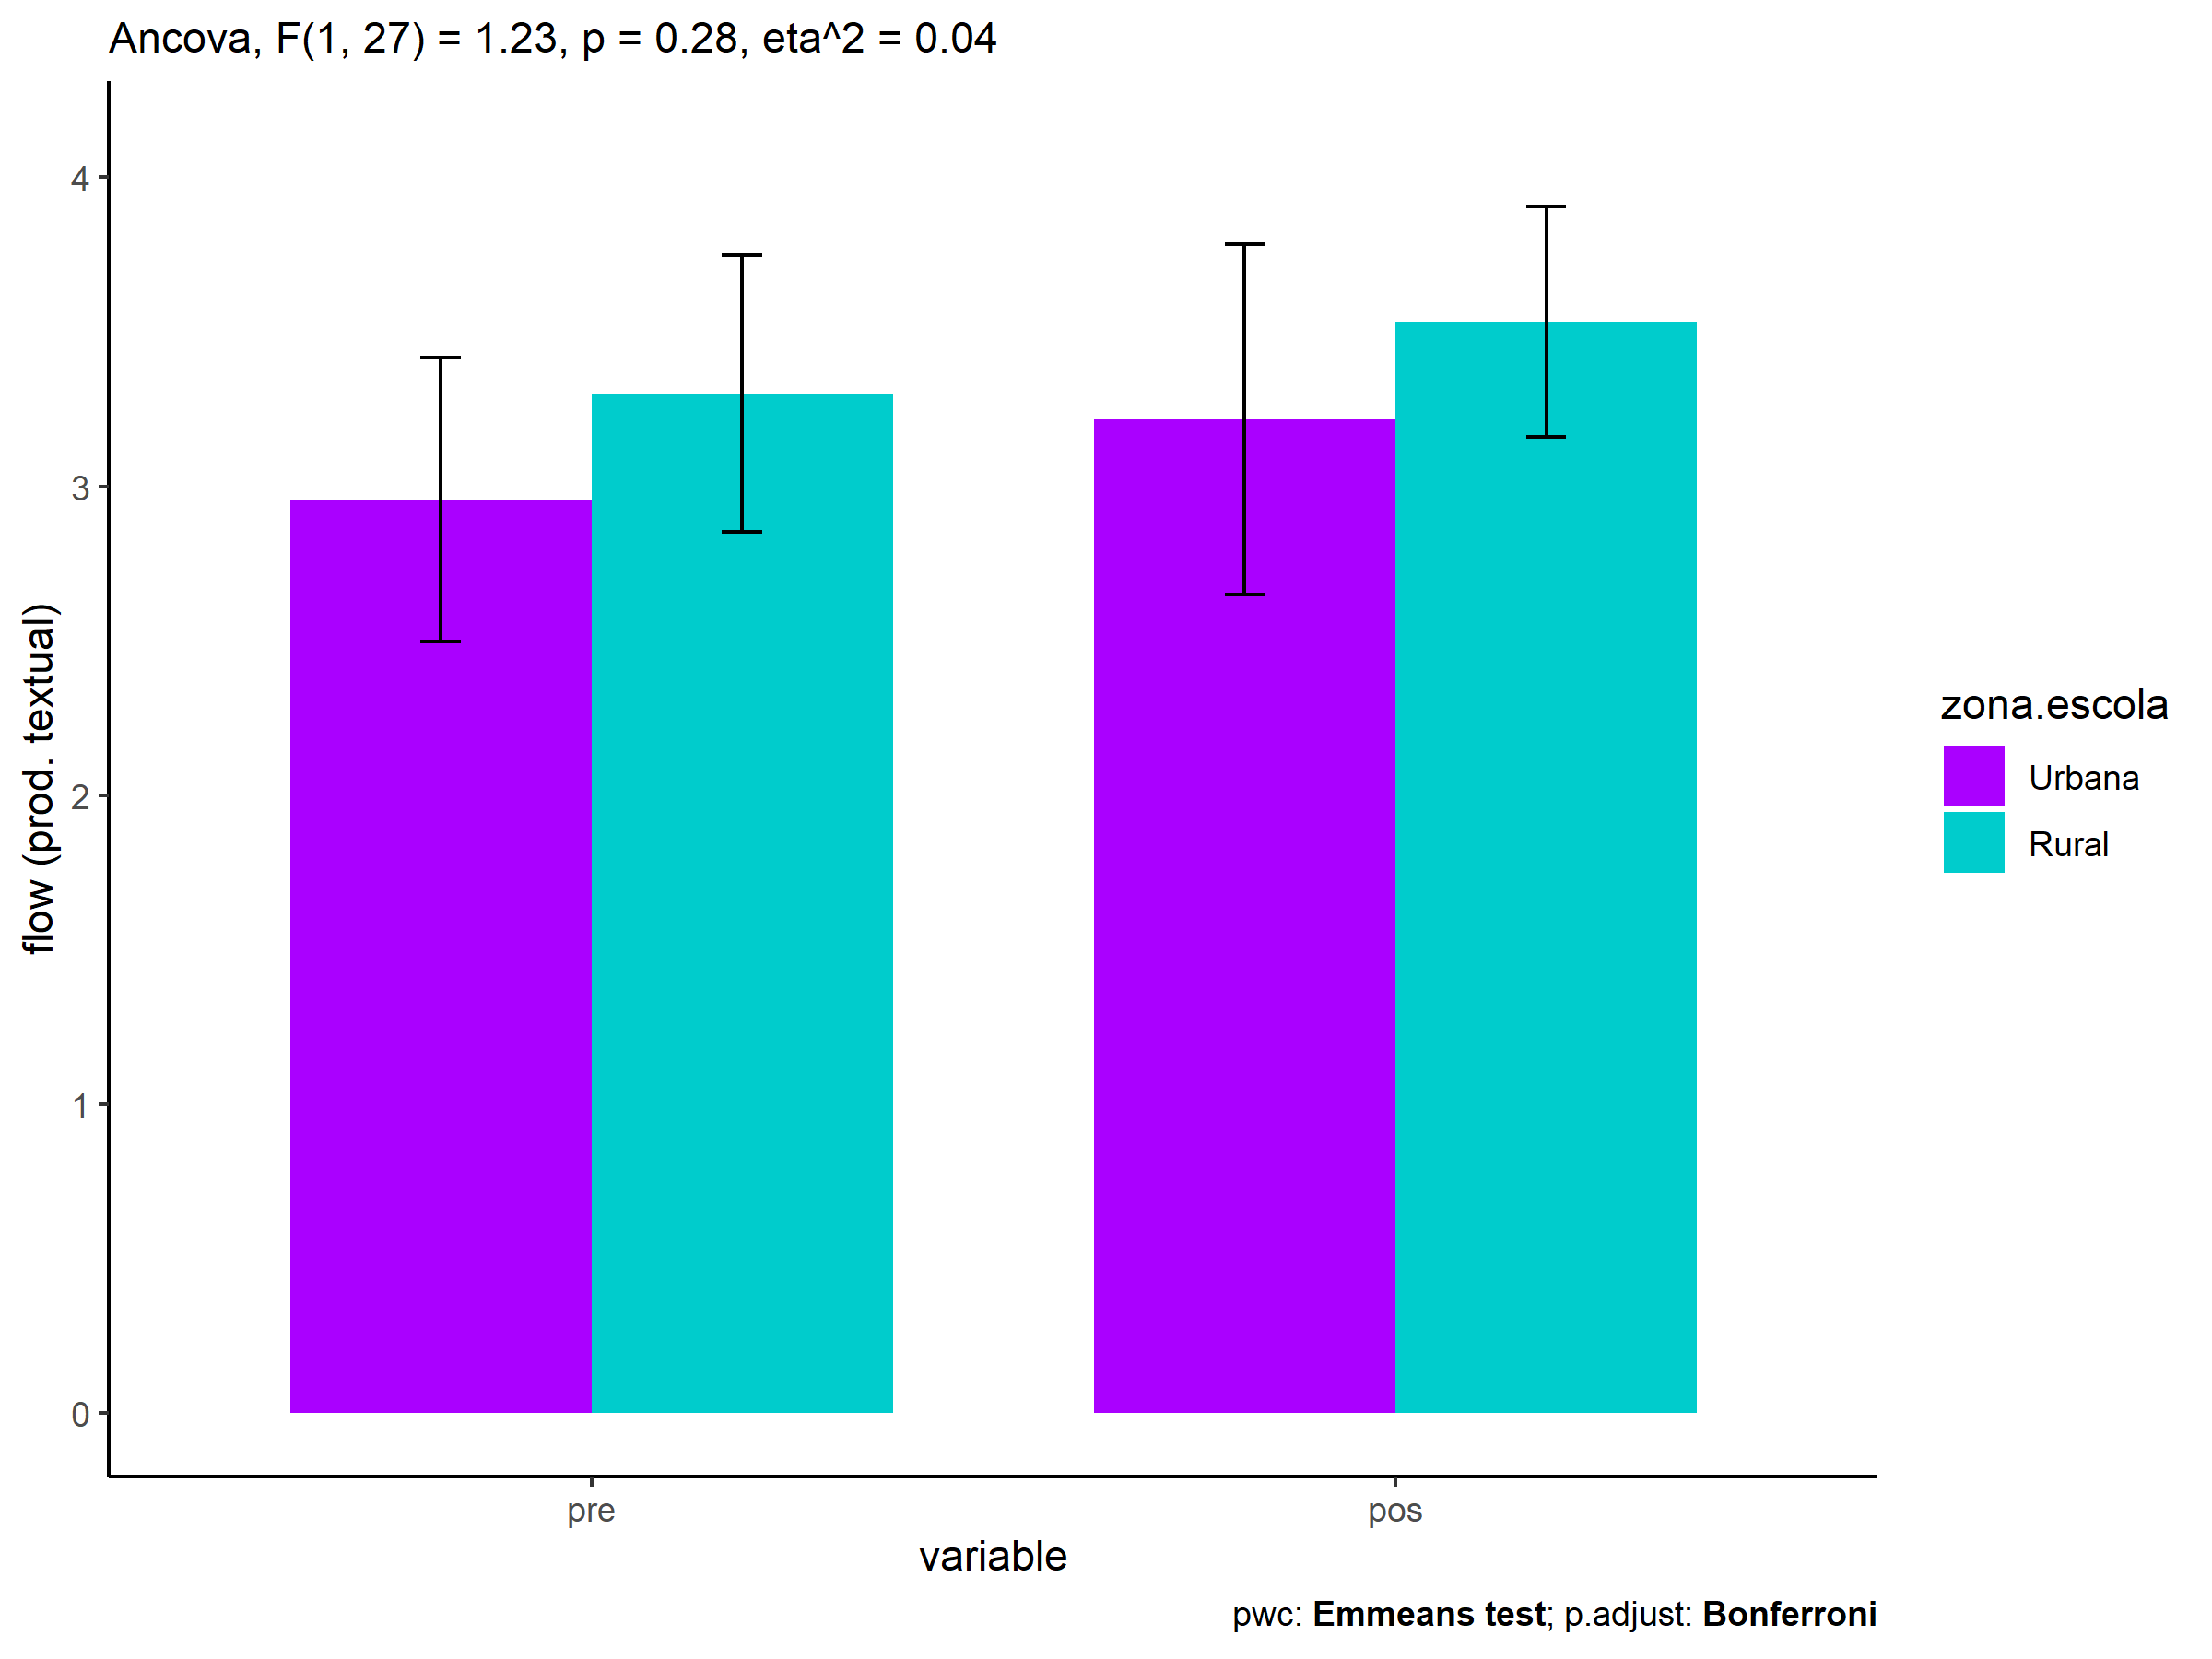 Ancova, F(1, 27) = 1.23, p = 0.28, eta^2 = 0.04
flow (prod. textual)
4
3
2
1
0
pre
pos
variable
zona.escola
Urbana
Rural
pwc: Emmeans test; p.adjust: Bonferroni